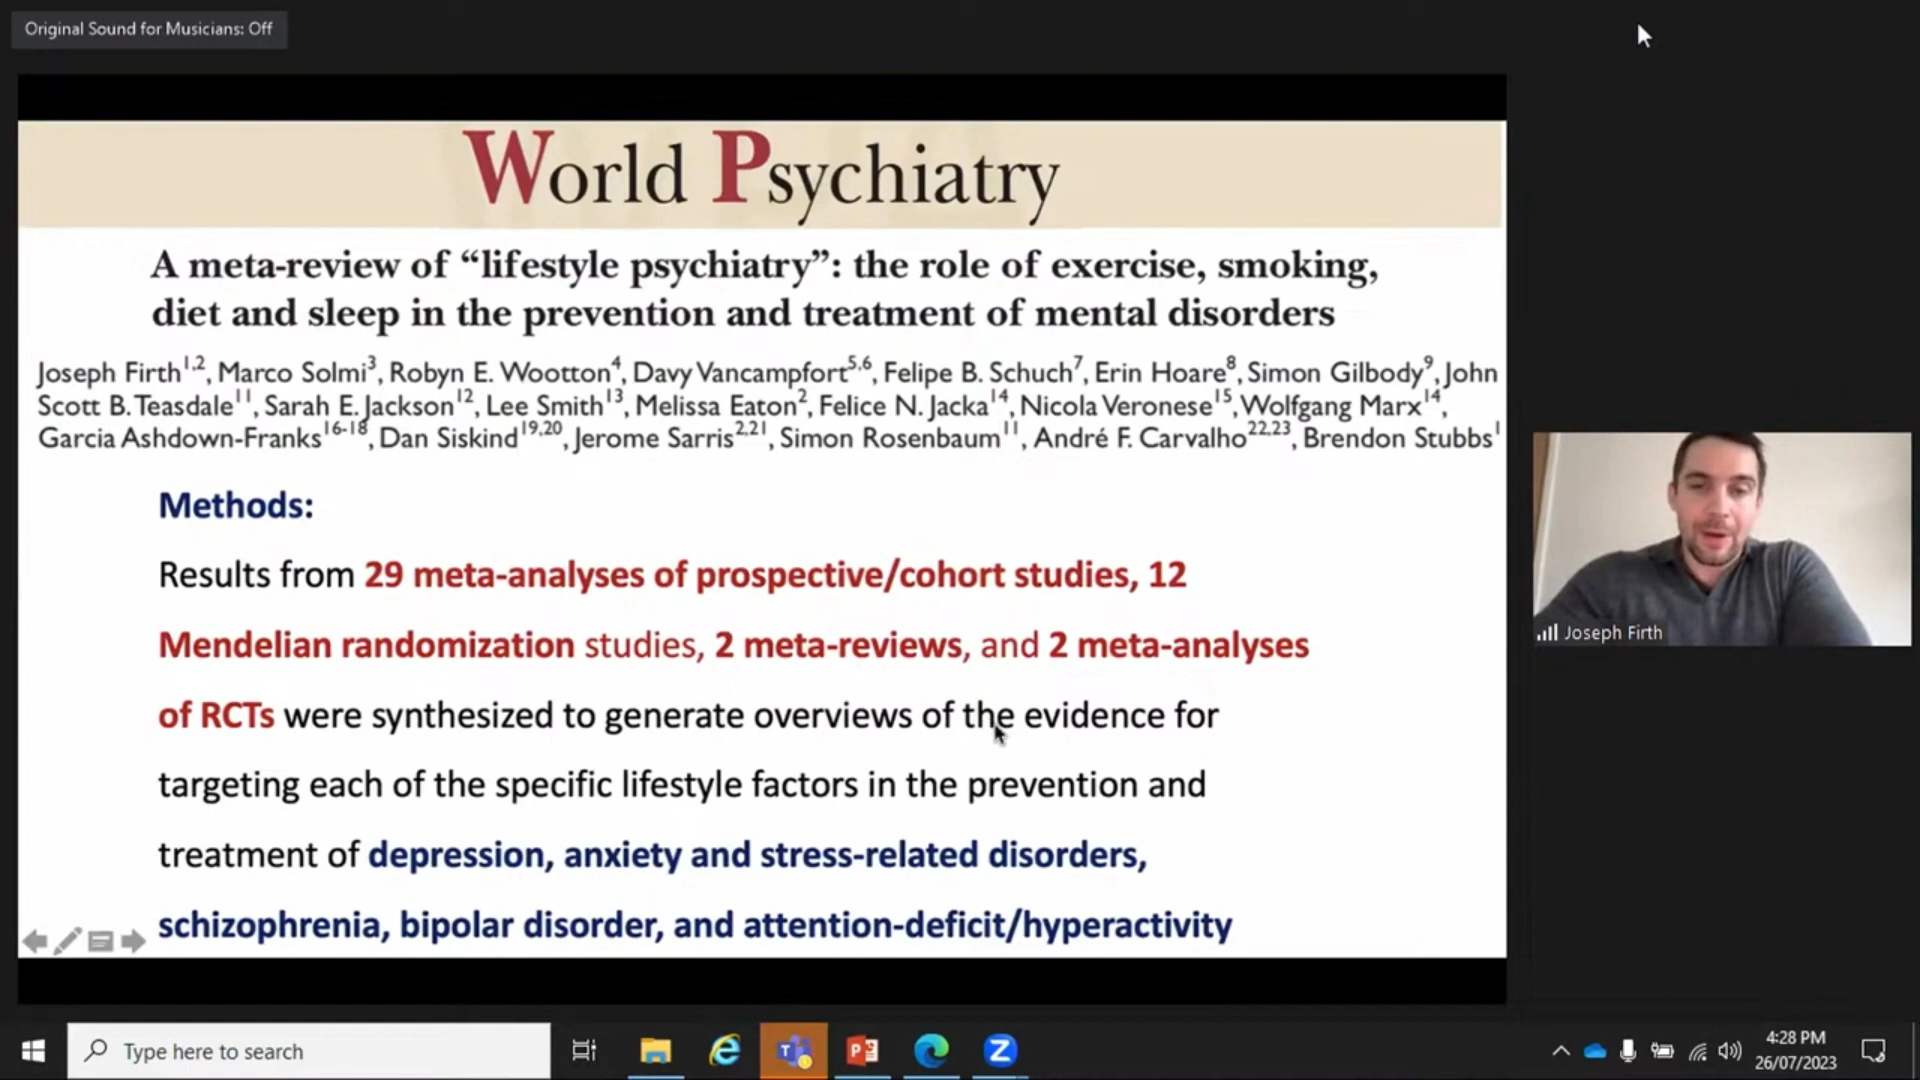 Original Sound for Musicians: Off
World Psychiatry
A meta-review of “lifestyle psychiatry”: the role of exercise, smoking,
diet and sleep in the prevention and treatment of mental disorders
Joseph Firth1,2, Marco Solmi3, Robyn E. Wootton4, Davy Vancampfort5,6, Felipe B. Schuch7, Erin Hoare8, Simon Gilbody9, John
Scott B. Teasdale11, Sarah E. Jackson12, Lee Smith13, Melissa Eaton2, Felice N. Jacka14, Nicola Veronese15, Wolfgang Marx14,
Garcia Ashdown-Franks16-18, Dan Siskind19,20, Jerome Sarris2,21, Simon Rosenbaum11, André F. Carvalho22,23, Brendon Stubbs1
Methods:
Results from 29 meta-analyses of prospective/cohort studies, 12
Mendelian randomization studies, 2 meta-reviews, and 2 meta-analyses
of RCTs were synthesized to generate overviews of the evidence for
targeting each of the specific lifestyle factors in the prevention and
treatment of depression, anxiety and stress-related disorders,
schizophrenia, bipolar disorder, and attention-deficit/hyperactivity
Joseph Firth
Type here to search
4:28 PM
26/07/2023